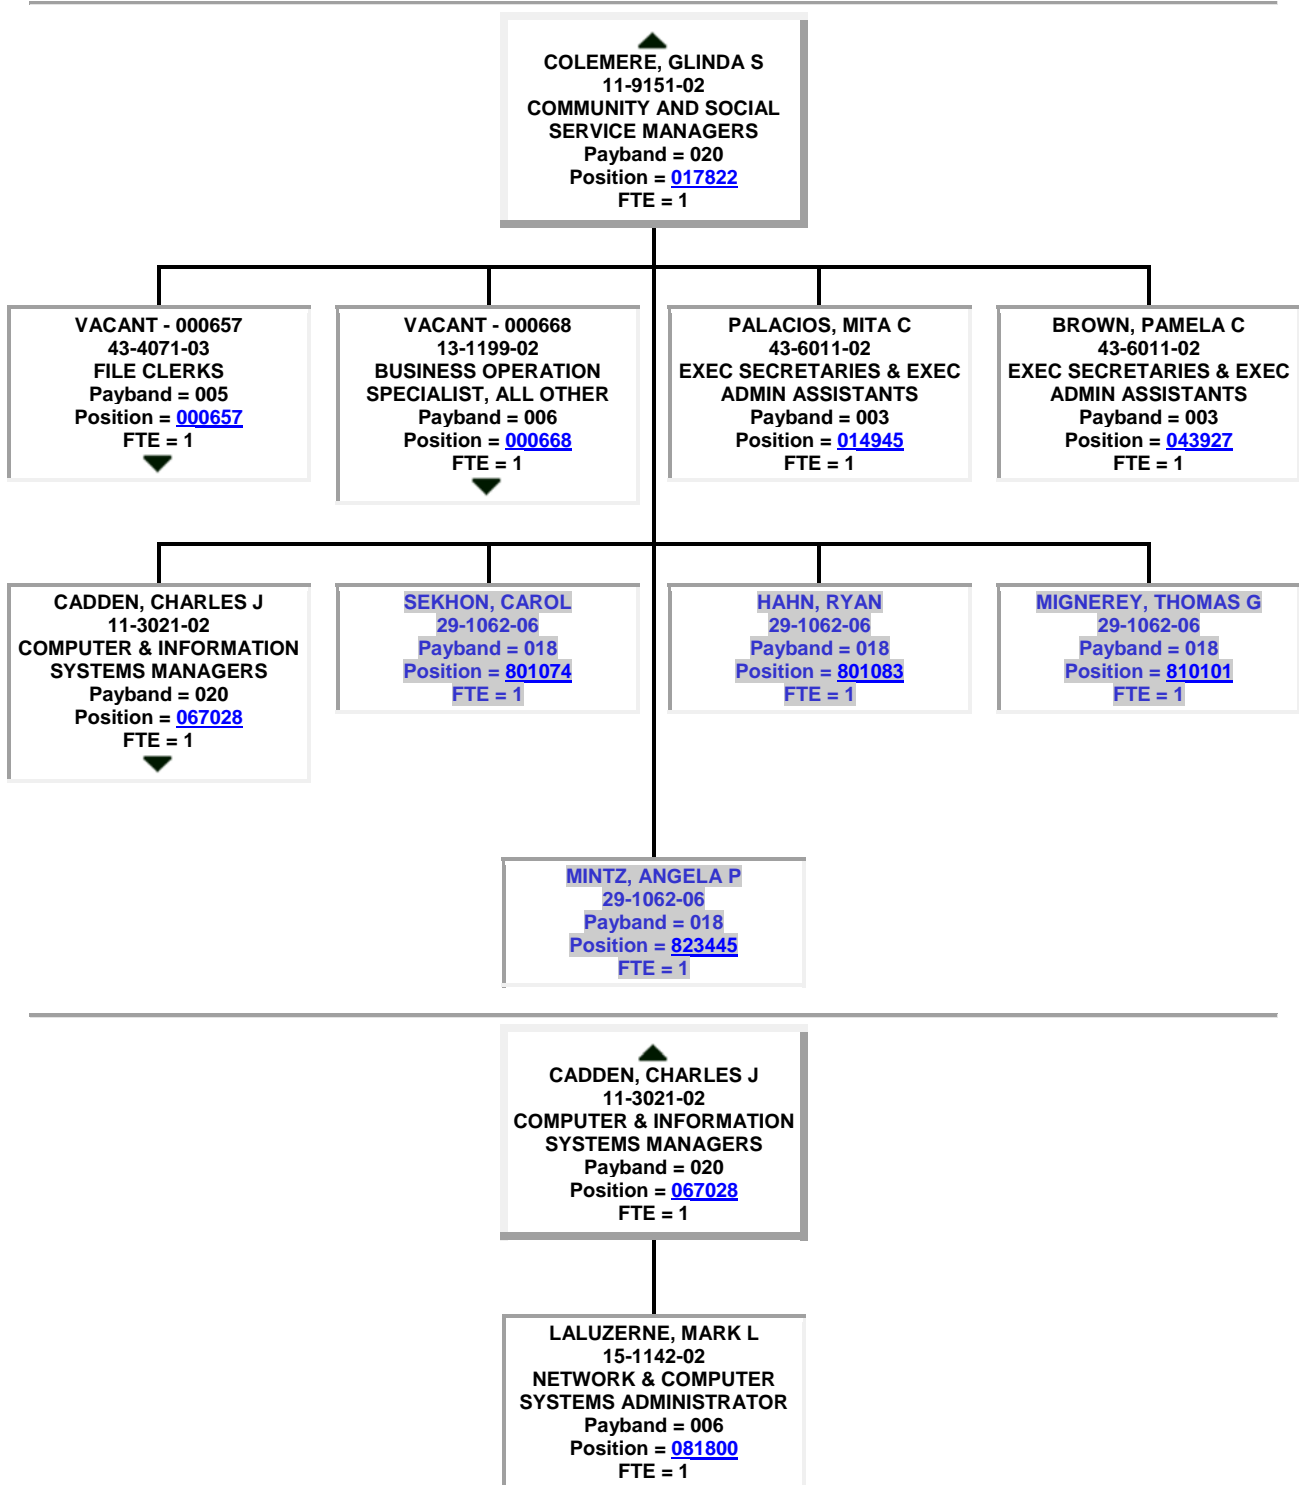 COLEMERE, GLINDA S
11-9151-02
COMMUNITY AND SOCIAL
SERVICE MANAGERS
Payband = 020
Position = 017822
FTE = 1
VACANT - 000657
43-4071-03
FILE CLERKS
Payband = 005
Position = 000657
FTE = 1
VACANT - 000668
13-1199-02
BUSINESS OPERATION
SPECIALIST, ALL OTHER
Payband = 006
Position = 000668
FTE = 1
PALACIOS, MITA C
43-6011-02
EXEC SECRETARIES & EXEC
ADMIN ASSISTANTS
Payband = 003
Position = 014945
FTE = 1
BROWN, PAMELA C
43-6011-02
EXEC SECRETARIES & EXEC
ADMIN ASSISTANTS
Payband = 003
Position = 043927
FTE = 1
CADDEN, CHARLES J
11-3021-02
COMPUTER & INFORMATION
SYSTEMS MANAGERS
Payband = 020
Position = 067028
FTE = 1
SEKHON, CAROL
29-1062-06
Payband = 018
Position = 801074
FTE = 1
HAHN, RYAN
29-1062-06
Payband = 018
Position = 801083
FTE = 1
MIGNEREY, THOMAS G
29-1062-06
Payband = 018
Position = 810101
FTE = 1
MINTZ, ANGELA P
29-1062-06
Payband = 018
Position = 823445
FTE = 1
CADDEN, CHARLES J
11-3021-02
COMPUTER & INFORMATION
SYSTEMS MANAGERS
Payband = 020
Position = 067028
FTE = 1
LALUZERNE, MARK L
15-1142-02
NETWORK & COMPUTER
SYSTEMS ADMINISTRATOR
Payband = 006
Position = 081800
FTE = 1